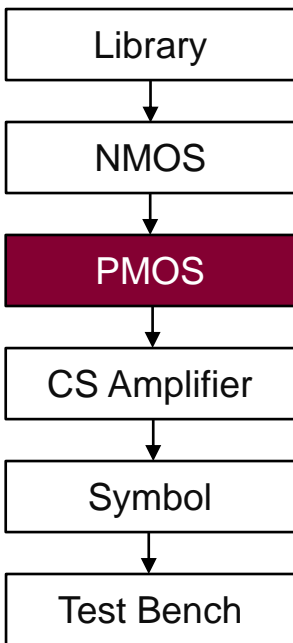 Library
NMOS
PMOS
CS Amplifier
Symbol
Test Bench